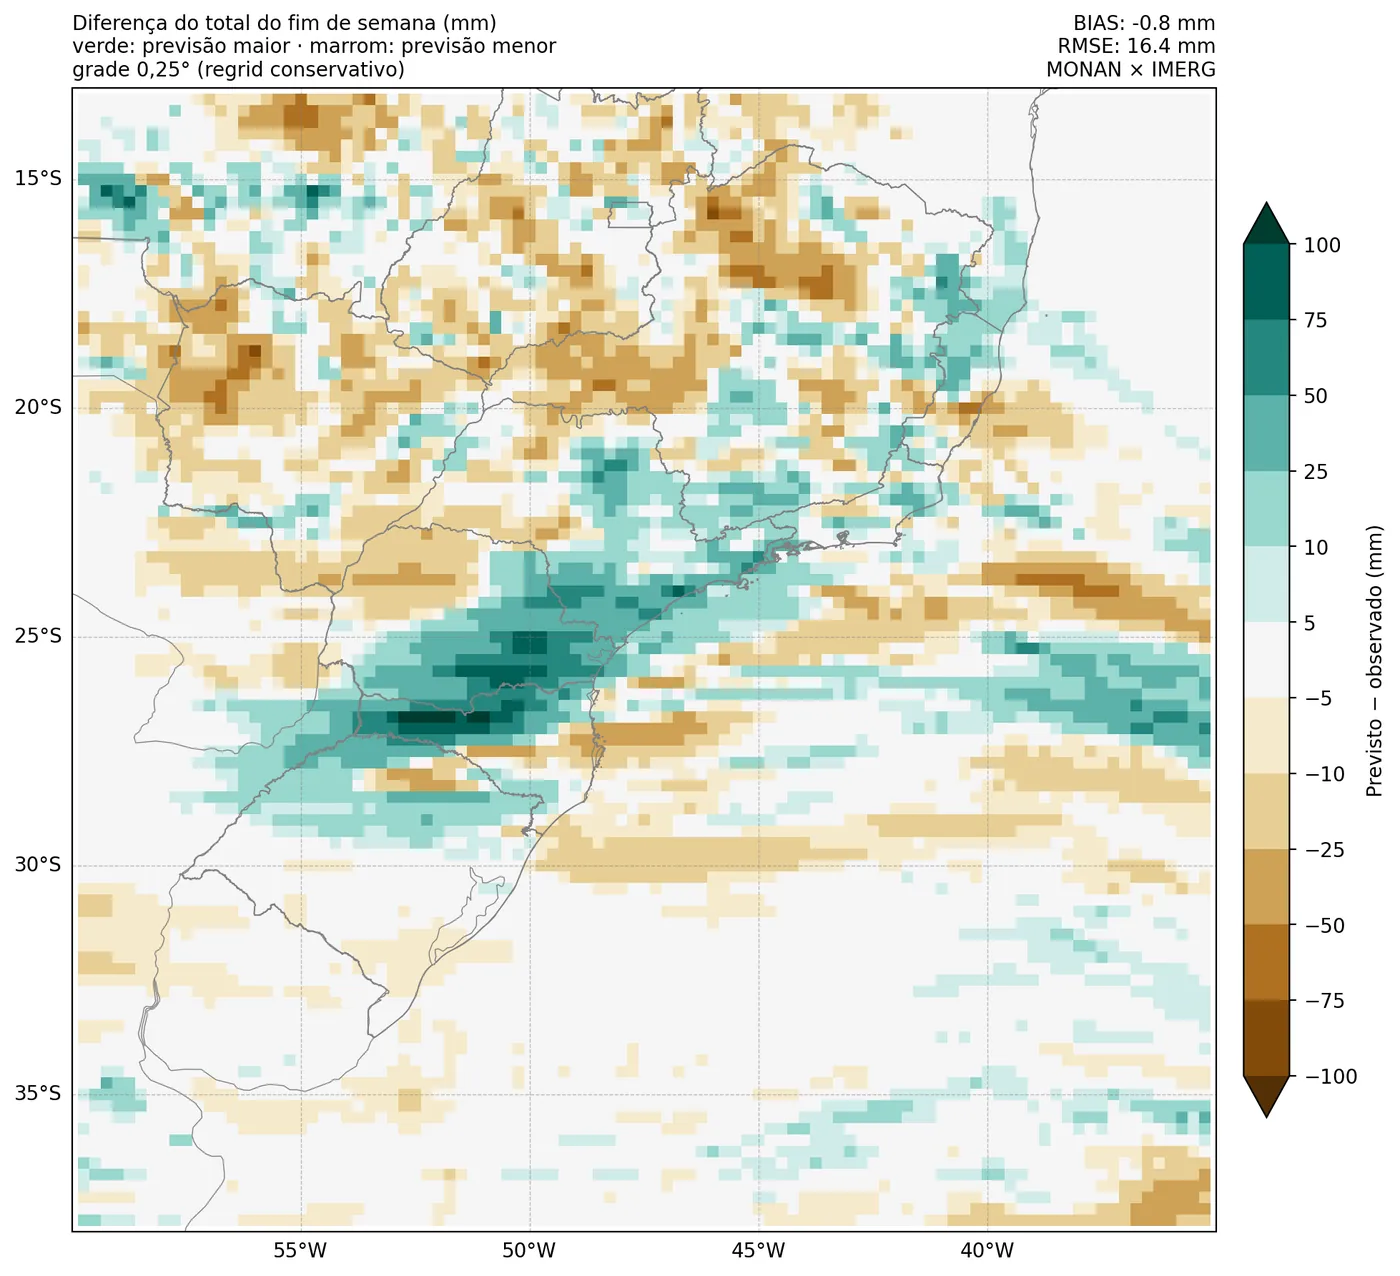 Diferença do total do fim de semana (mm)
verde: previsão maior · marrom: previsão menor
grade 0,25° (regrid conservativo)
BIAS: -0.8 mm
RMSE: 16.4 mm
MONAN × IMERG
15°S
20°S
25°S
30°S
35°S
55°W
50°W
45°W
40°W
100
75
50
25
10
5
−5
−10
−25
−50
−75
−100
Previsto − observado (mm)